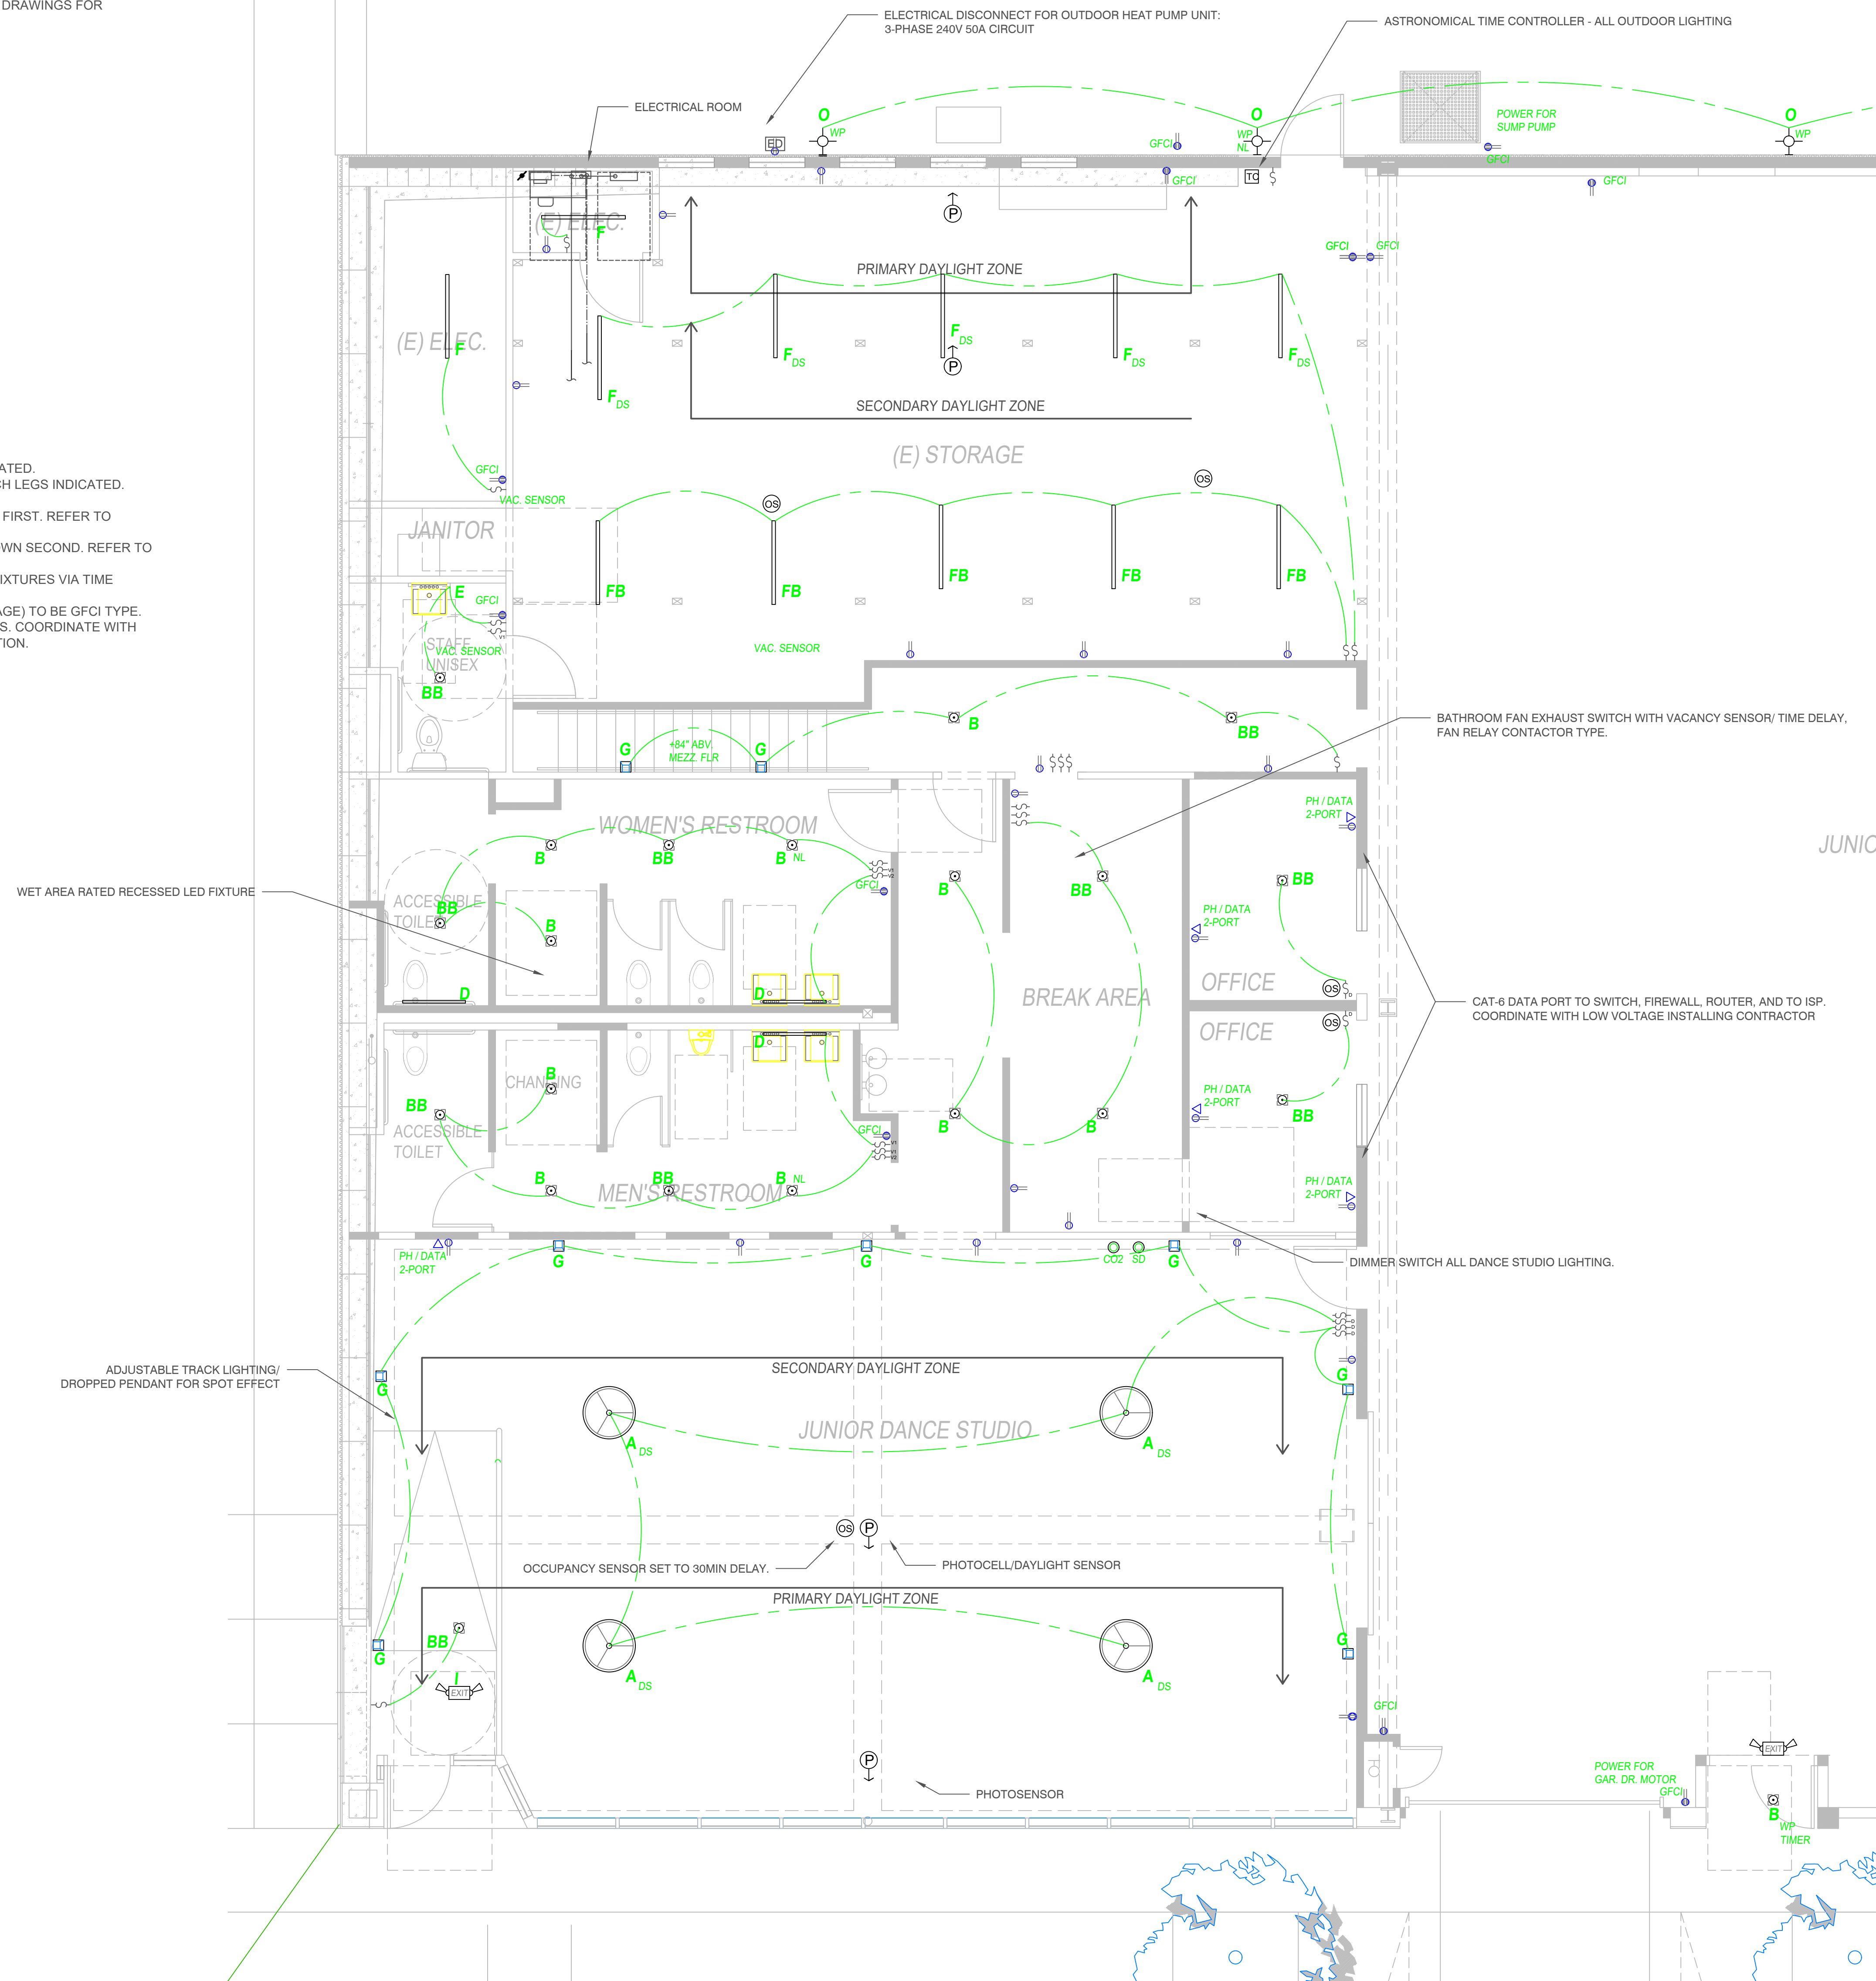 DRAWINGS FOR
ELECTRICAL DISCONNECT FOR OUTDOOR HEAT PUMP UNIT:
3-PHASE 240V 50A CIRCUIT
ASTRONOMICAL TIME CONTROLLER - ALL OUTDOOR LIGHTING
ELECTRICAL ROOM
O
WP
O
WP
NL
O
WP
POWER FOR
SUMP PUMP
ED
GFCI
GFCI
GFCI
TC
GFCI
P
(E) ELEC.
F
GFCI
GFCI
PRIMARY DAYLIGHT ZONE
(E) ELEC.
F
F DS
F DS
F DS
F DS
F DS
P
SECONDARY DAYLIGHT ZONE
(E) STORAGE
ATED.
CH LEGS INDICATED.
FIRST. REFER TO
OWN SECOND. REFER TO
IXTURES VIA TIME
AGE) TO BE GFCI TYPE.
S. COORDINATE WITH
TION.
GFCI
VAC. SENSOR
OS
OS
JANITOR
FB
FB
FB
FB
FB
E
GFCI
V1
STAFF
UNISEX
VAC. SENSOR
VAC. SENSOR
BB
BATHROOM FAN EXHAUST SWITCH WITH VACANCY SENSOR/ TIME DELAY,
FAN RELAY CONTACTOR TYPE.
G
+84" ABV.
MEZZ. FLR
G
B
BB
WOMEN'S RESTROOM
PH / DATA
2-PORT
JUNIO
B
BB
B NL
V1
V2
GFCI
WET AREA RATED RECESSED LED FIXTURE
ACCESSIBLE
TOILET
BB
B
B
BB
BB
PH / DATA
2-PORT
D
D
BREAK AREA
OFFICE
OS
D
CAT-6 DATA PORT TO SWITCH, FIREWALL, ROUTER, AND TO ISP.
COORDINATE WITH LOW VOLTAGE INSTALLING CONTRACTOR
OFFICE
OS
D
D
CHANGING
B
BB
ACCESSIBLE
TOILET
GFCI
V1
V1
V2
B
B
PH / DATA
2-PORT
BB
B
BB
B NL
MEN'S RESTROOM
PH / DATA
2-PORT
PH / DATA
2-PORT
G
G
CO2
SD
G
DIMMER SWITCH ALL DANCE STUDIO LIGHTING.
D
D
D
ADJUSTABLE TRACK LIGHTING/
DROPPED PENDANT FOR SPOT EFFECT
G
SECONDARY DAYLIGHT ZONE
G
JUNIOR DANCE STUDIO
A DS
A DS
OS
P
OCCUPANCY SENSOR SET TO 30MIN DELAY.
PHOTOCELL/DAYLIGHT SENSOR
PRIMARY DAYLIGHT ZONE
BB
G
G
I
EXIT
A DS
A DS
GFCI
P
PHOTOSENSOR
POWER FOR
GAR. DR. MOTOR
GFCI
EXIT
B
WP
TIMER